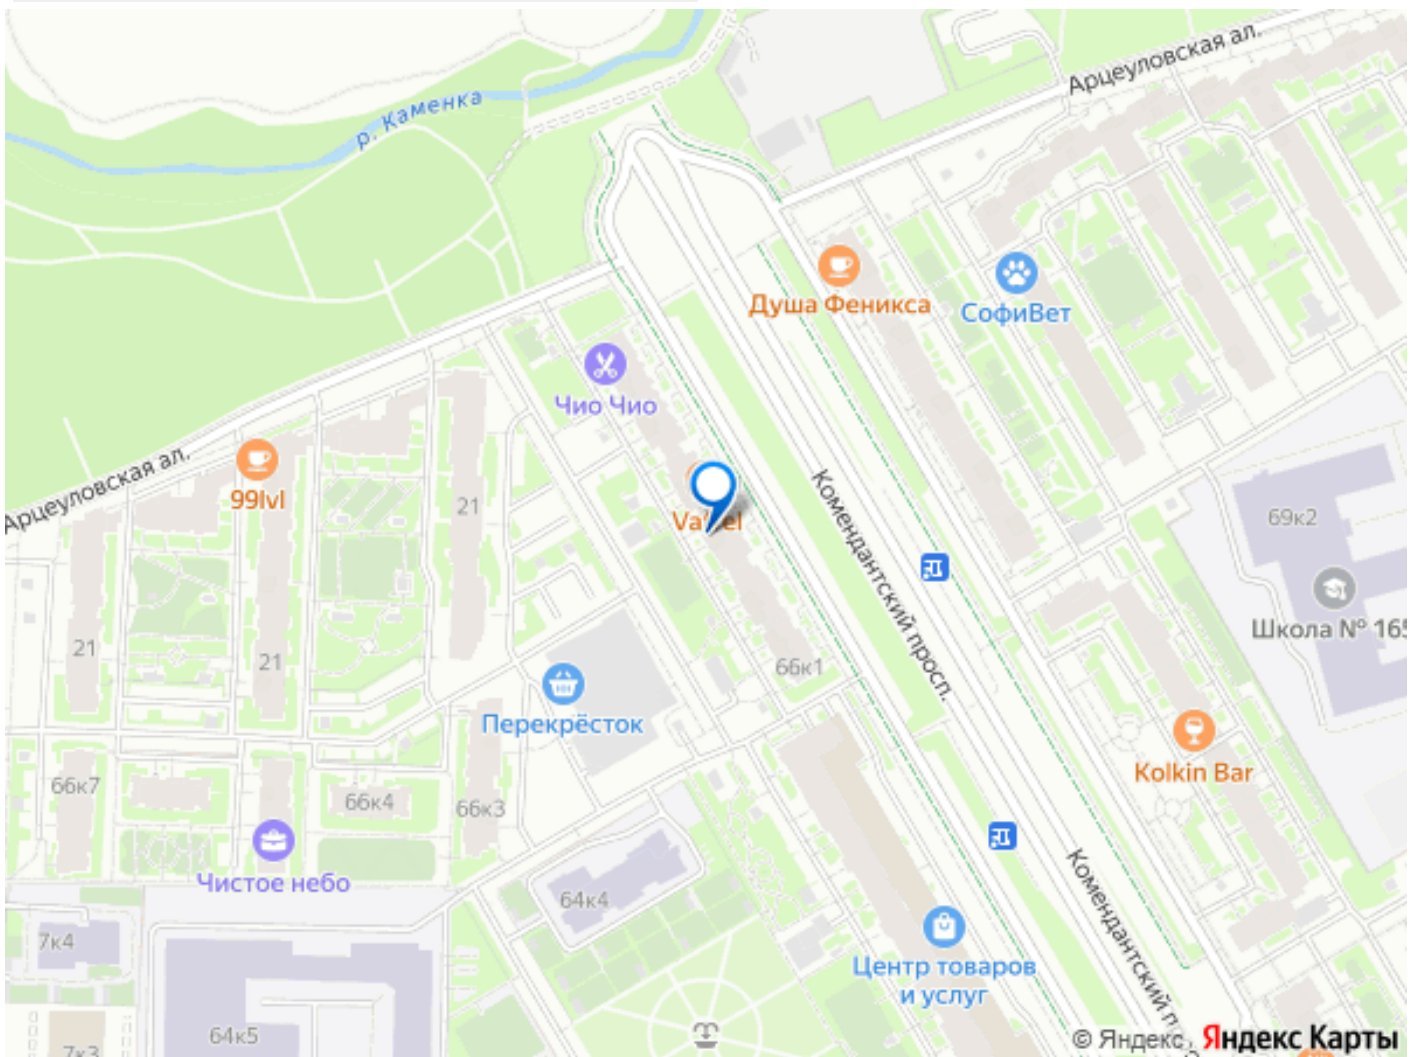 Арцеуловская ал.
р. Каменка
Душа Феникса
СофиВет
Чио Чио
Арцеуловская ал.
99lvl
21
Комендантский просп.
69к2
Школа № 165
21
21
66к1
Перекрёсток
Kolkin Bar
66к7
66к4
66к3
Чистое небо
Комендантский п
64к4
7к4
Центр товаров
и услуг
64к5
7к3
© Яндекс, Яндекс Карты